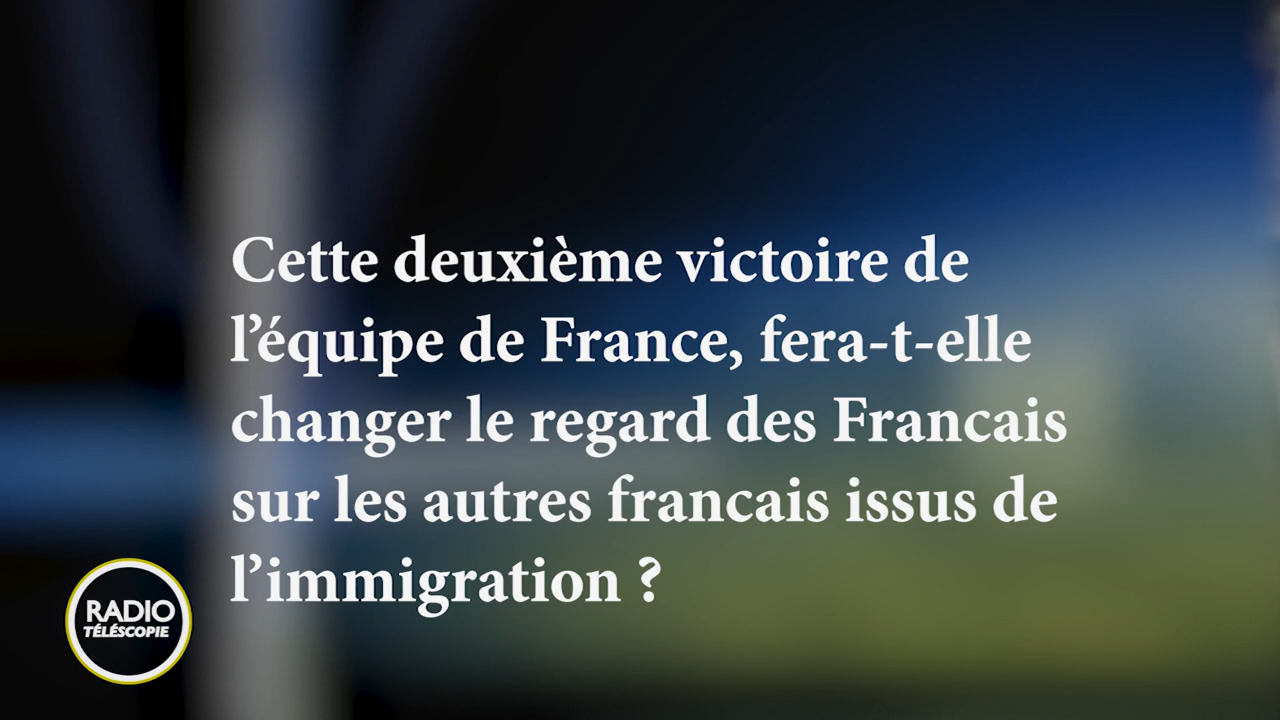 Cette deuxième victoire de
l’équipe de France, fera-t-elle
changer le regard des Francais
sur les autres francais issus de
l’immigration ?
RADIO
TÉLÉSCOPIE